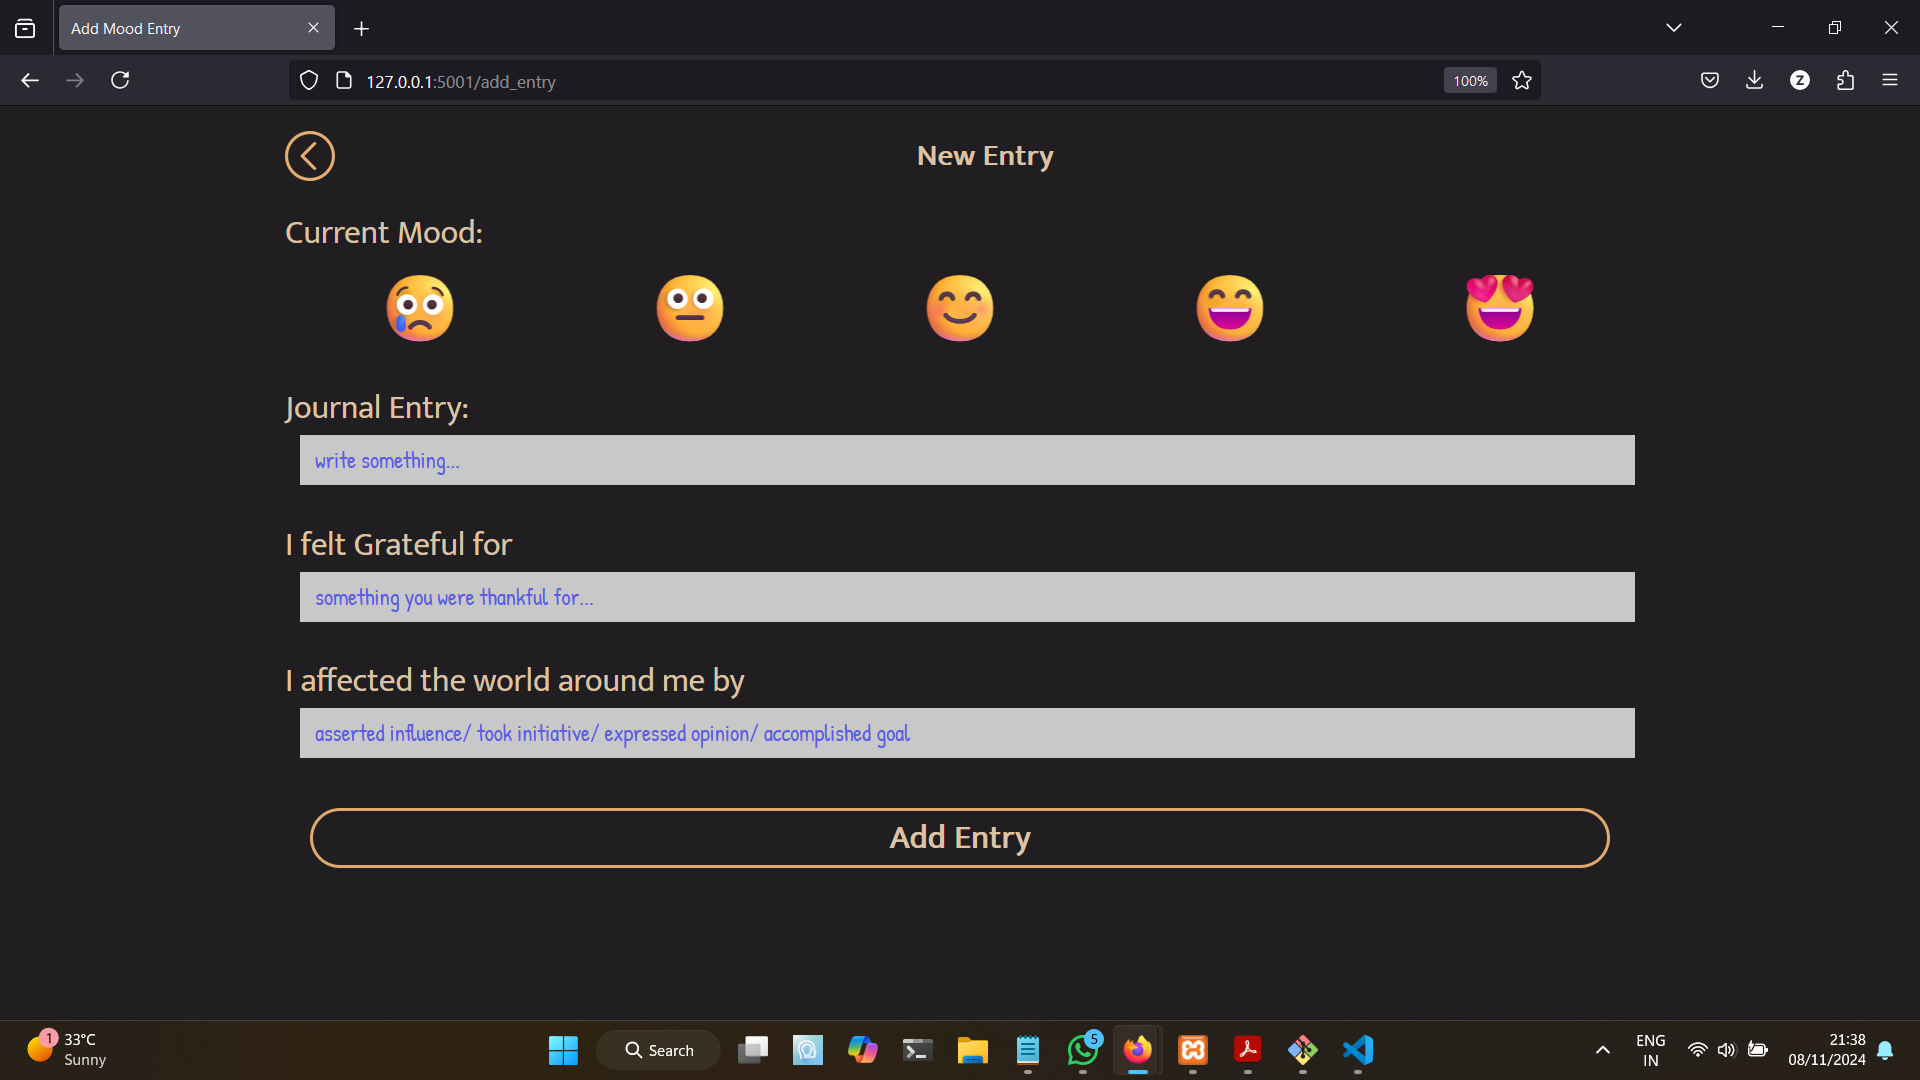 Add Mood Entry
127.0.0.1:5001/add_entry
100%
Z
New Entry
Current Mood:
Journal Entry:
write something...
I felt Grateful for
something you were thankful for...
I affected the world around me by
asserted influence/ took initiative/ expressed opinion/ accomplished goal
Add Entry
1
33°C
Sunny
Search
5
ENG
IN
21:38
08/11/2024